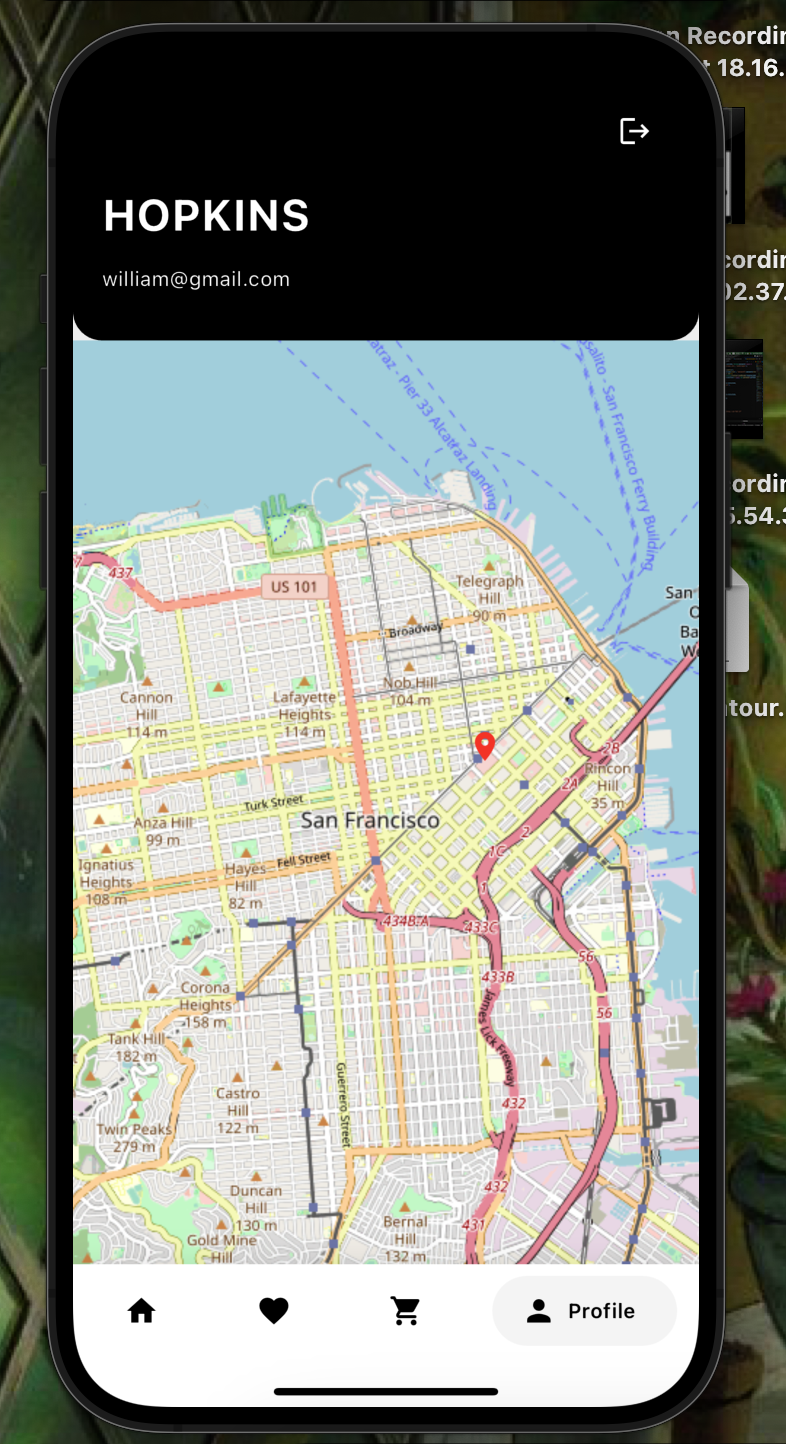 n Recordin
t 18.16.
HOPKINS
william@gmail.com
cordin
02.37.
atraz - Pier 33 Alcatraz Landing
usalito - San Francisco Ferry Building
ordin
5.54.3
437
US 101
Telegraph
Hill
90 m
San
O
Ba
W
Broadway
Nob Hill
104 m
Cannon
Hill
114 m
Lafayette
Heights
114 m
ntour.
2B
2A
Rincon
Hill
35 m
Turk Street
San Francisco
2
1C
1
Anza Hill
99 m
Ignatius
Heights
108 m
Hayes
Hill
82 m
Fell Street
434B:A
433C
433B
56
56
Corona
Heights
158 m
James Lick Freeway
Tank Hill
182 m
Castro
Hill
122 m
Guerrero Street
432
Twin Peaks
279 m
432
Duncan
Hill
130 m
Gold Mine
Hill
Bernal
Hill
132 m
431
Profile